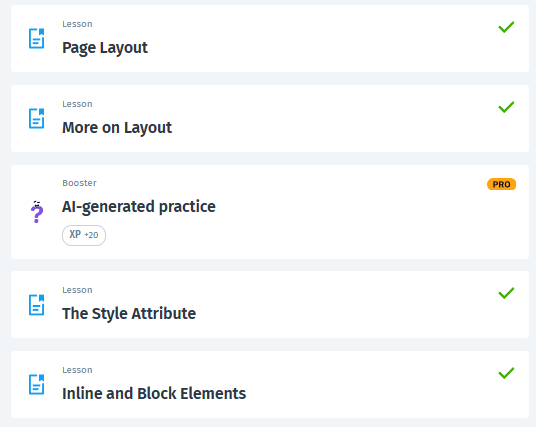 Lesson
Page Layout
Lesson
More on Layout
Booster
PRO
AI-generated practice
XP +20
Lesson
The Style Attribute
Lesson
Inline and Block Elements